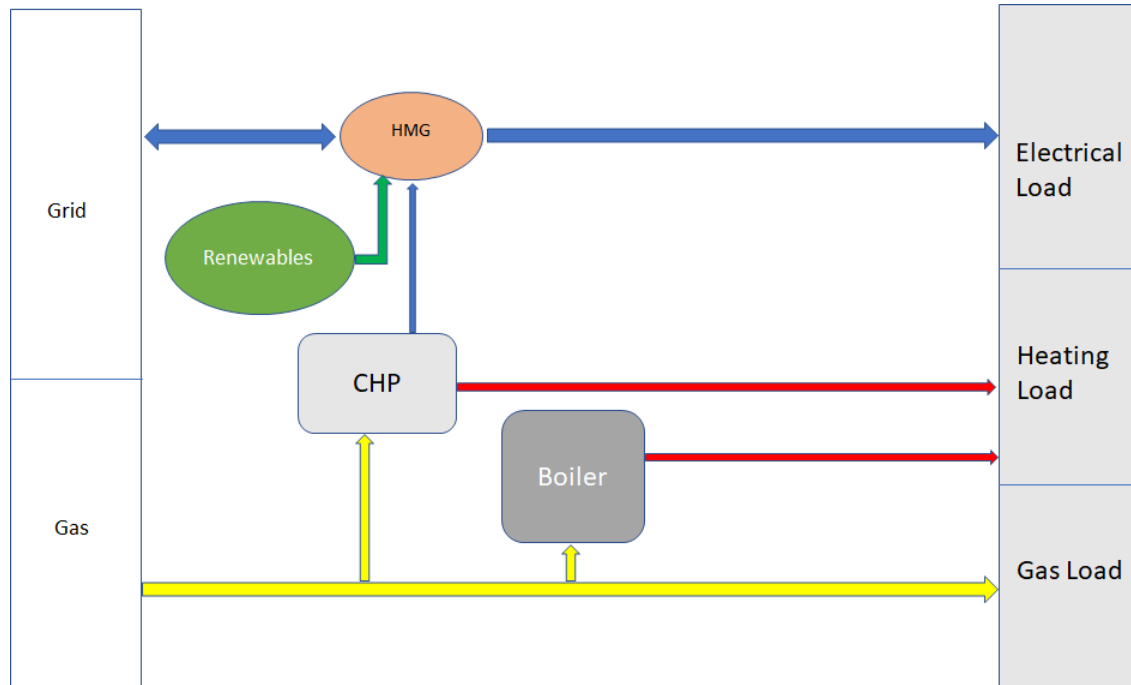 HMG
Electrical
Load
Grid
Renewables
CHP
Heating
Load
Boiler
Gas
Gas Load